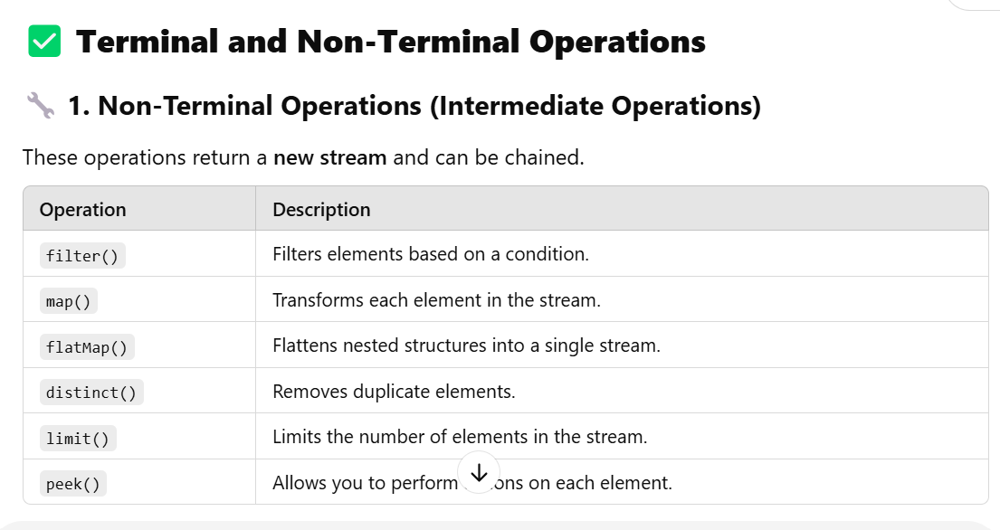 ✅ Terminal and Non-Terminal Operations
🔧 1. Non-Terminal Operations (Intermediate Operations)
These operations return a new stream and can be chained.
Operation Description
filter() Filters elements based on a condition.
map() Transforms each element in the stream.
flatMap() Flattens nested structures into a single stream.
distinct() Removes duplicate elements.
limit() Limits the number of elements in the stream.
peek() Allows you to perform on each element.